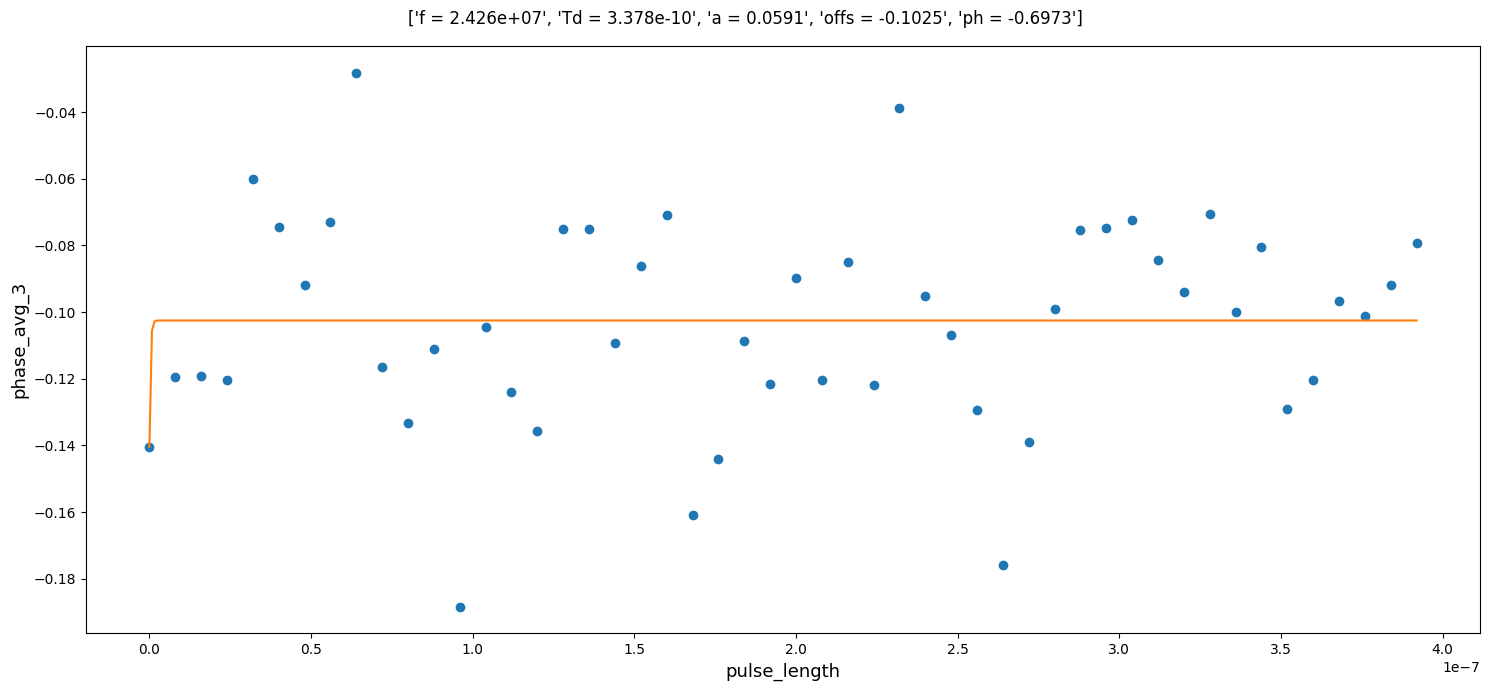 ['f = 2.426e+07', 'Td = 3.378e-10', 'a = 0.0591', 'offs = -0.1025', 'ph = -0.6973']
−0.04
−0.06
−0.08
−0.10
−0.12
−0.14
−0.16
−0.18
phase_avg_3
0.0 0.5 1.0 1.5 2.0 2.5 3.0 3.5 4.0
1e−7
pulse_length